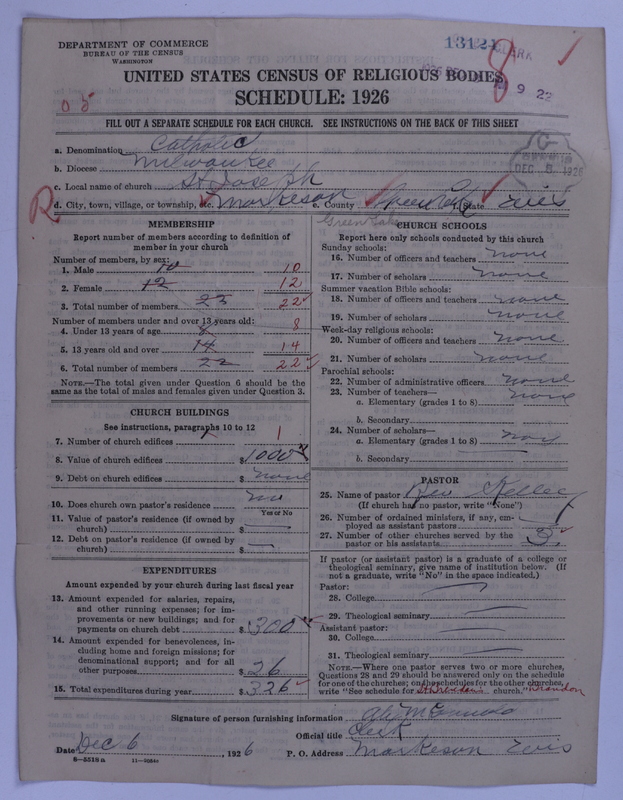 DEPARTMENT OF COMMERCE
BUREAU OF THE CENSUS
WASHINGTON
13121
9 22
8
05
UNITED STATES CENSUS OF RELIGIOUS BODIES
SCHEDULE: 1926
FILL OUT A SEPARATE SCHEDULE FOR EACH CHURCH. SEE INSTRUCTIONS ON THE BACK OF THIS SHEET
a. Denomination Catholic
b. Diocese Milwaukee
c. Local name of church St Joseph
DEC 8 1926
R
d. City, town, village, or township, etc. Markeson e. County Green Lake f. State Wis
Green Lake
MEMBERSHIP
Report number of members according to definition of member in your church
Number of members, by sex:
1. Male 10 10
2. Female 12 12
3. Total number of members 23 22
Number of members under and over 13 years old:
4. Under 13 years of age 8 8
5. 13 years old and over 14 14
6. Total number of members 22 22
NOTE.—The total given under Question 6 should be the same as the total of males and females given under Question 3.
CHURCH BUILDINGS
See instructions, paragraphs 10 to 12
7. Number of church edifices 1 1
8. Value of church edifices $1000
9. Debt on church edifices $ none
10. Does church own pastor's residence no
Yes or No
11. Value of pastor's residence (if owned by church) $
12. Debt on pastor's residence (if owned by church) $
EXPENDITURES
Amount expended by your church during last fiscal year
13. Amount expended for salaries, repairs, and other running expenses; for improvements or new buildings; and for payments on church debt $300
14. Amount expended for benevolences, including home and foreign missions; for denominational support; and for all other purposes $26
15. Total expenditures during year $326
CHURCH SCHOOLS
Report here only schools conducted by this church
Sunday schools:
16. Number of officers and teachers none
17. Number of scholars none
Summer vacation Bible schools:
18. Number of officers and teachers none
19. Number of scholars none
Week-day religious schools:
20. Number of officers and teachers none
21. Number of scholars none
Parochial schools:
22. Number of administrative officers none
23. Number of teachers—
a. Elementary (grades 1 to 8) none
b. Secondary
24. Number of scholars—
a. Elementary (grades 1 to 8) non
b. Secondary
PASTOR
25. Name of pastor Rev Kelley
(If church has no pastor, write "None")
26. Number of ordained ministers, if any, employed as assistant pastors
27. Number of other churches served by the pastor or his assistants 3
If pastor (or assistant pastor) is a graduate of a college or theological seminary, give name of institution below. (If not a graduate, write "No" in the space indicated.)
Pastor:
28. College
29. Theological seminary
Assistant pastor:
30. College
31. Theological seminary
NOTE.—Where one pastor serves two or more churches, Questions 28 and 29 should be answered only on the schedule for one of the churches; on the schedules for the other churches, write "See schedule for St. Brendan's church." Brandon
Signature of person furnishing information
Official title Clerk
Date Dec 6, 1926 P. O. Address Markeson Wis
8—5518a 11—5084